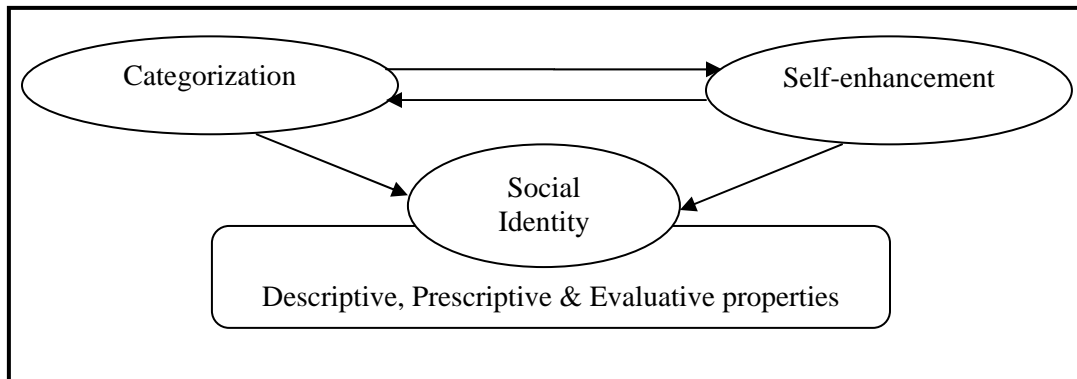 Categorization
Self-enhancement
Social
Identity
Descriptive, Prescriptive & Evaluative properties